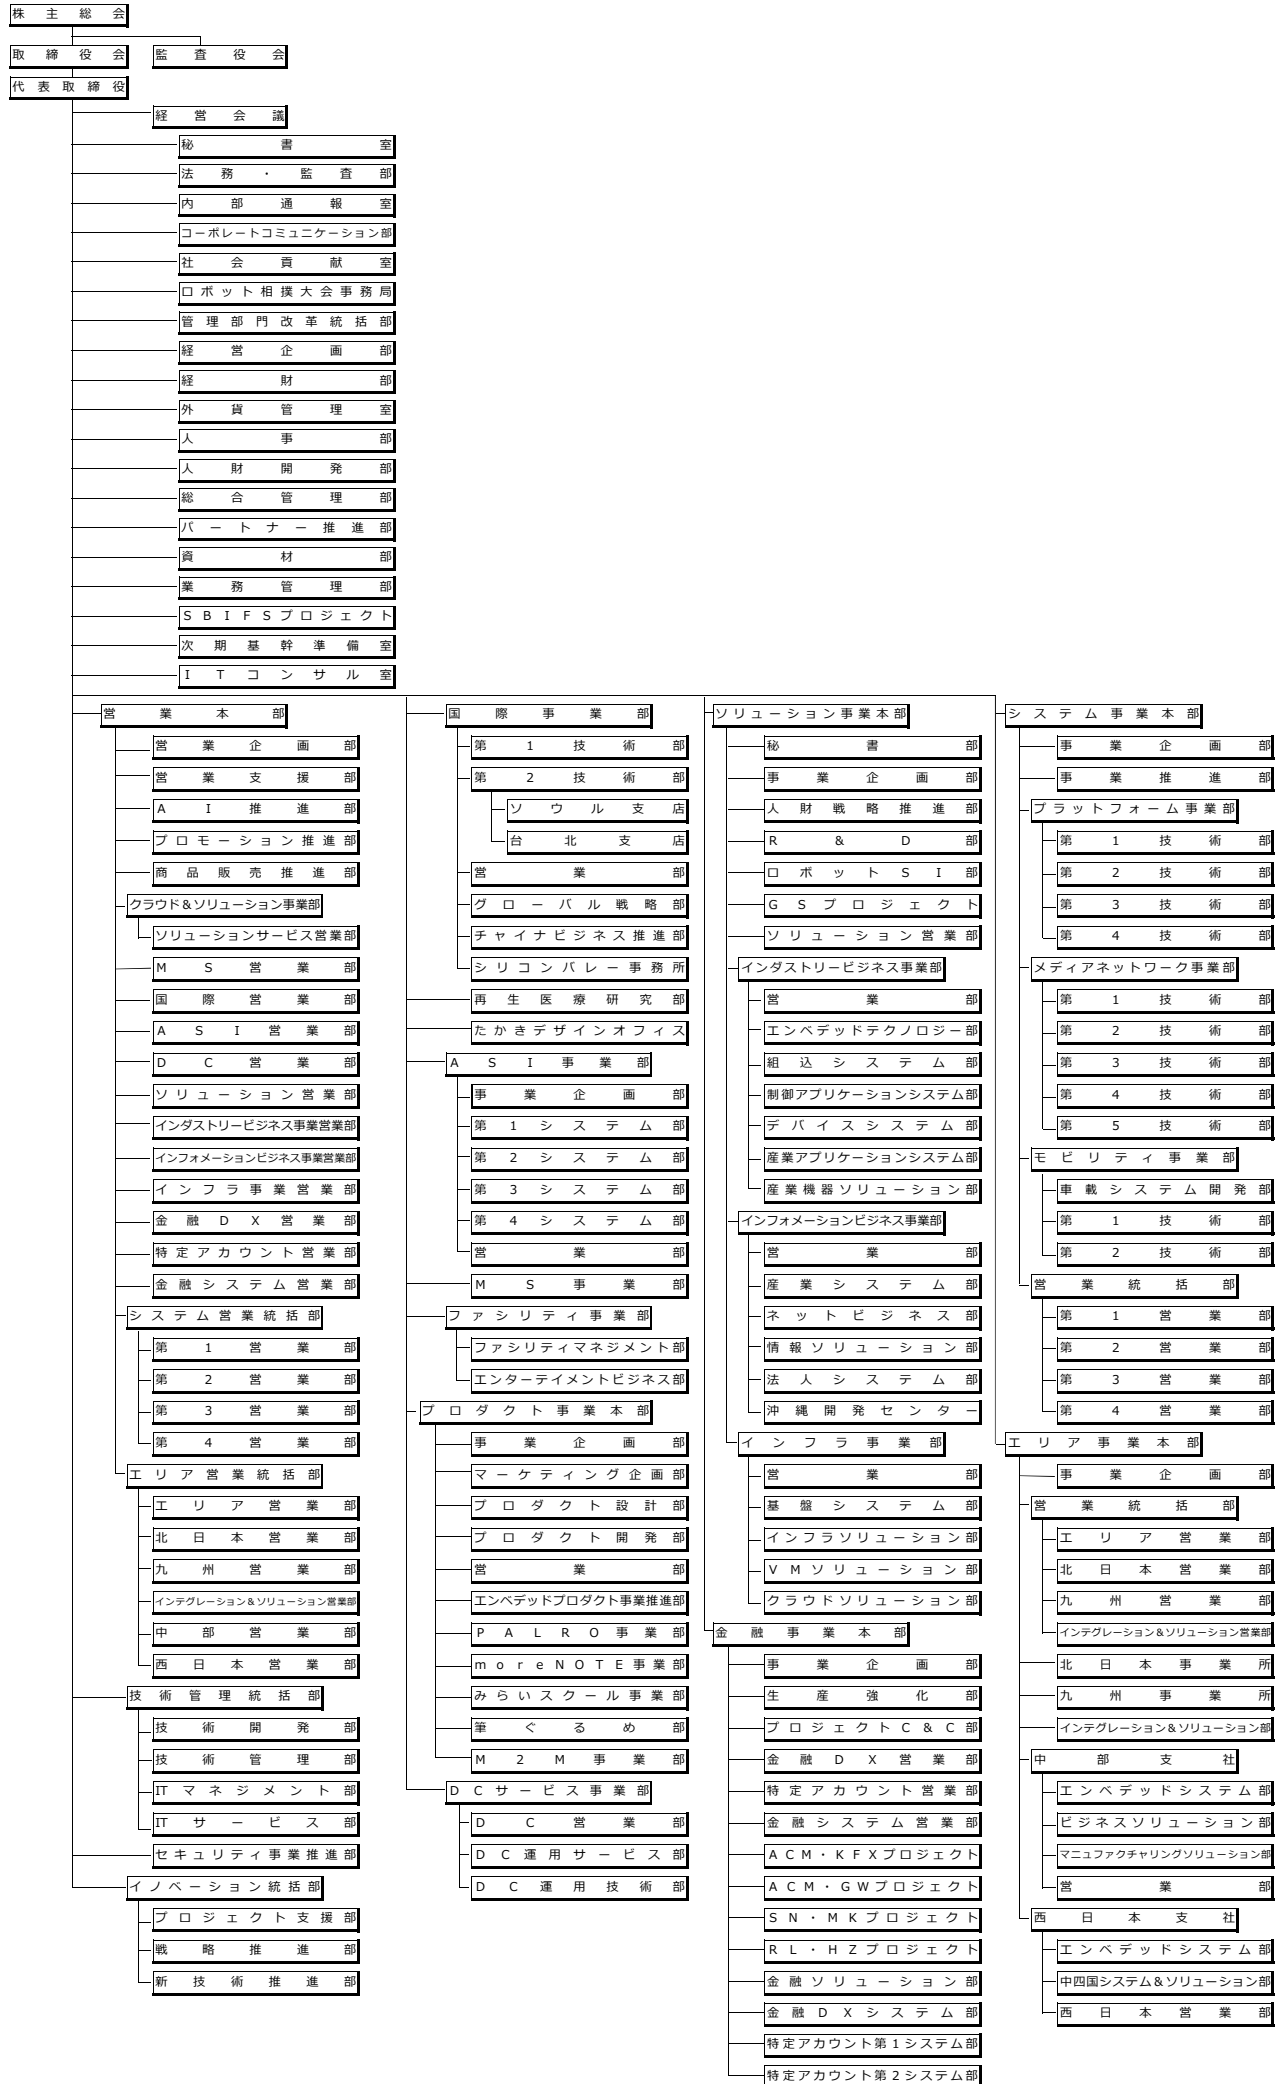 株主総会
取締役会
監査役会
代表取締役
経営会議
秘書室
法務・監査部
内部通報室
コーポレートコミュニケーション部
社会貢献室
ロボット相撲大会事務局
管理部門改革統括部
経営企画部
経財部
外貨管理室
人事部
人財開発部
総合管理部
パートナー推進部
資材部
業務管理部
SBIFSプロジェクト
次期基幹準備室
ITコンサル室
営業本部
営業企画部
営業支援部
AI推進部
プロモーション推進部
商品販売推進部
クラウド&ソリューション事業部
ソリューションサービス営業部
MS営業部
国際営業部
ASI営業部
DC営業部
ソリューション営業部
インダストリービジネス事業営業部
インフォメーションビジネス事業営業部
インフラ事業営業部
金融DX営業部
特定アカウント営業部
金融システム営業部
システム営業統括部
第1営業部
第2営業部
第3営業部
第4営業部
エリア営業統括部
エリア営業部
北日本営業部
九州営業部
インテグレーション&ソリューション営業部
中部営業部
西日本営業部
技術管理統括部
技術開発部
技術管理部
ITマネジメント部
ITサービス部
セキュリティ事業推進部
イノベーション統括部
プロジェクト支援部
戦略推進部
新技術推進部
国際事業部
第1技術部
第2技術部
ソウル支店
台北支店
営業部
グローバル戦略部
チャイナビジネス推進部
シリコンバレー事務所
再生医療研究部
たかきデザインオフィス
ASI事業部
事業企画部
第1システム部
第2システム部
第3システム部
第4システム部
営業部
MS事業部
ファシリティ事業部
ファシリティマネジメント部
エンターテイメントビジネス部
プロダクト事業本部
事業企画部
マーケティング企画部
プロダクト設計部
プロダクト開発部
営業部
エンベデッドプロダクト事業推進部
PALRO事業部
moreNOTE事業部
みらいスクール事業部
筆ぐるめ部
M2M事業部
DCサービス事業部
DC営業部
DC運用サービス部
DC運用技術部
ソリューション事業本部
秘書部
事業企画部
人財戦略推進部
R&D部
ロボットSI部
GSプロジェクト
ソリューション営業部
インダストリービジネス事業部
営業部
エンベデッドテクノロジー部
組込システム部
制御アプリケーションシステム部
デバイスシステム部
産業アプリケーションシステム部
産業機器ソリューション部
インフォメーションビジネス事業部
営業部
産業システム部
ネットビジネス部
情報ソリューション部
法人システム部
沖縄開発センター
インフラ事業部
営業部
基盤システム部
インフラソリューション部
VMソリューション部
クラウドソリューション部
金融事業本部
事業企画部
生産強化部
プロジェクトC&C部
金融DX営業部
特定アカウント営業部
金融システム営業部
ACM・KFXプロジェクト
ACM・GWプロジェクト
SN・MKプロジェクト
RL・HZプロジェクト
金融ソリューション部
金融DXシステム部
特定アカウント第1システム部
特定アカウント第2システム部
システム事業本部
事業企画部
事業推進部
プラットフォーム事業部
第1技術部
第2技術部
第3技術部
第4技術部
メディアネットワーク事業部
第1技術部
第2技術部
第3技術部
第4技術部
第5技術部
モビリティ事業部
車載システム開発部
第1技術部
第2技術部
営業統括部
第1営業部
第2営業部
第3営業部
第4営業部
エリア事業本部
事業企画部
営業統括部
エリア営業部
北日本営業部
九州営業部
インテグレーション&ソリューション営業部
北日本事業所
九州事業所
インテグレーション&ソリューション部
中部支社
エンベデッドシステム部
ビジネスソリューション部
マニュファクチャリングソリューション部
営業部
西日本支社
エンベデッドシステム部
中四国システム&ソリューション部
西日本営業部